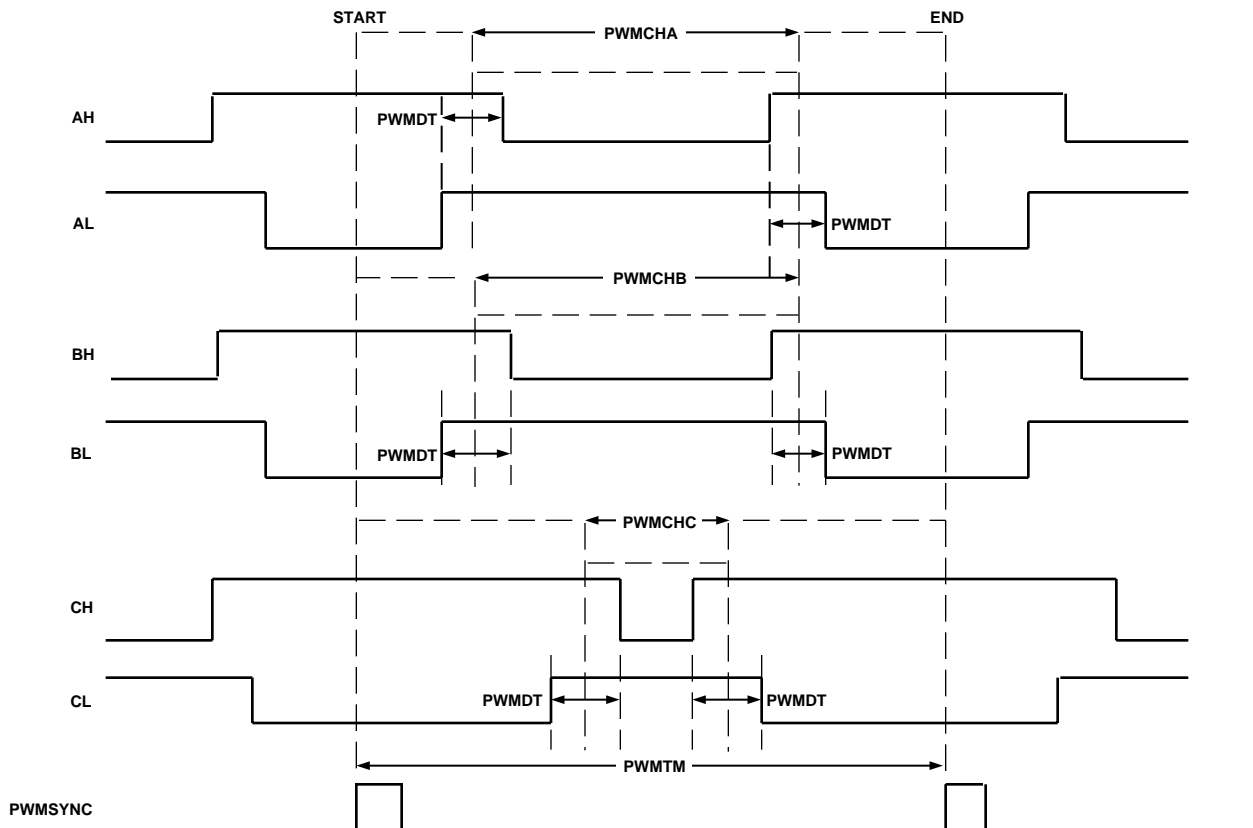 START
END
PWMCHA
AH
PWMDT
AL
PWMDT
PWMCHB
BH
BL
PWMDT
PWMDT
PWMCHC
CH
CL
PWMDT
PWMDT
PWMTM
PWMSYNC